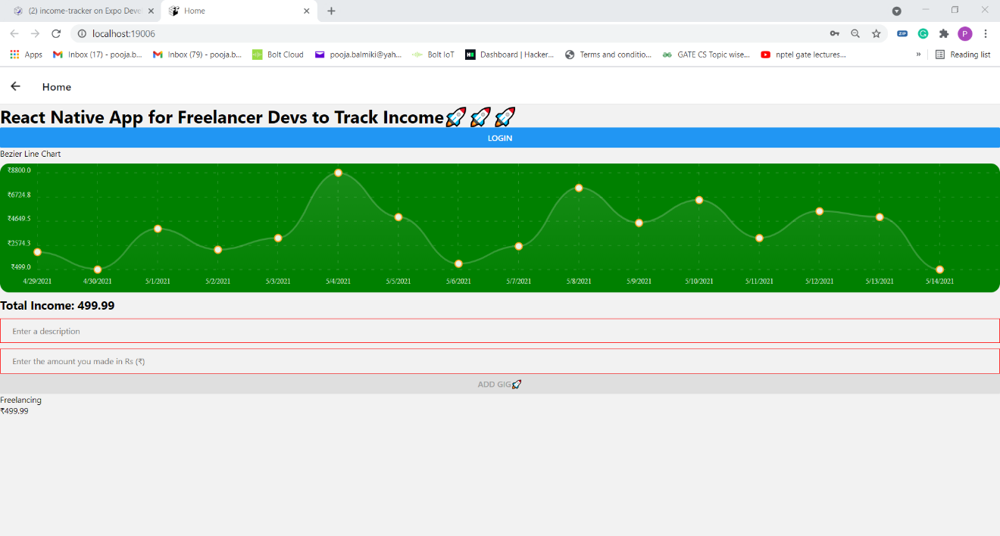 (2) income-tracker on Expo Deve
Home
localhost:19006
ZIP
G
P
Apps
Inbox (17) - pooja.b...
Inbox (79) - pooja.b...
Bolt Cloud
pooja.balmiki@yah...
Bolt IoT
Dashboard | Hacker...
Terms and conditio...
GATE CS Topic wise...
nptel gate lectures...
»
Reading list
Home
React Native App for Freelancer Devs to Track Income🚀🚀🚀
LOGIN
Bezier Line Chart
₹8800.0
₹6724.8
₹4649.5
₹2574.3
₹499.0
4/29/2021 4/30/2021 5/1/2021 5/2/2021 5/3/2021 5/4/2021 5/5/2021 5/6/2021 5/7/2021 5/8/2021 5/9/2021 5/10/2021 5/11/2021 5/12/2021 5/13/2021 5/14/2021
Total Income: 499.99
Enter a description
Enter the amount you made in Rs (₹)
ADD GIG🚀
Freelancing
₹499.99